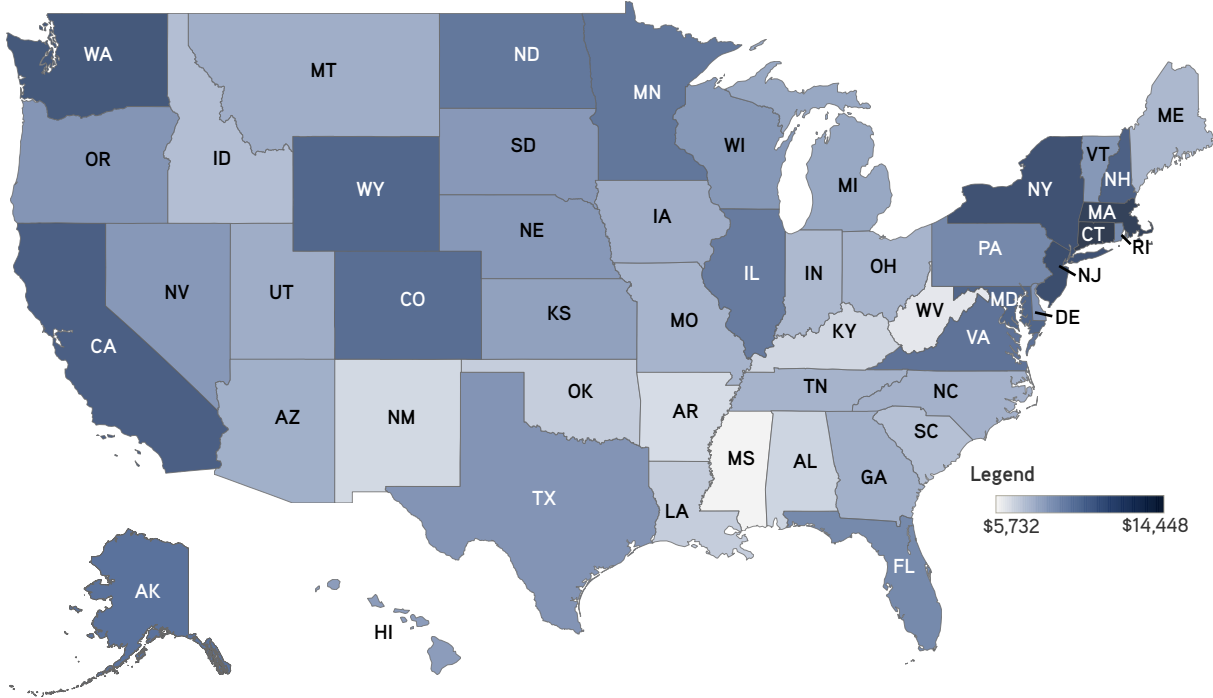 WA
MT
ND
MN
OR
ID
SD
WI
ME
VT
NH
WY
MI
NY
MA
CT
RI
IA
NE
PA
NV
UT
CO
IL
IN
OH
NJ
KS
MO
WV
MD
DE
CA
KY
VA
AZ
NM
OK
TN
NC
AR
SC
MS
AL
GA
TX
LA
Legend
$5,732
$14,448
FL
AK
HI